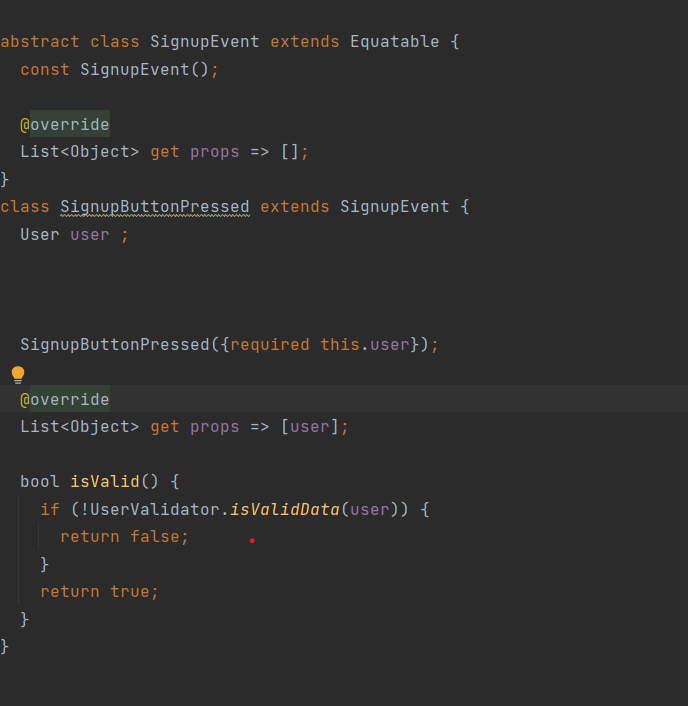 abstract class SignupEvent extends Equatable {
  const SignupEvent();
  @override
  List<Object> get props => [];
}
class SignupButtonPressed extends SignupEvent {
  User user ;
  SignupButtonPressed({required this.user});
  @override
  List<Object> get props => [user];
  bool isValid() {
    if (!UserValidator.isValidData(user)) {
      return false;
    }
    return true;
  }
}